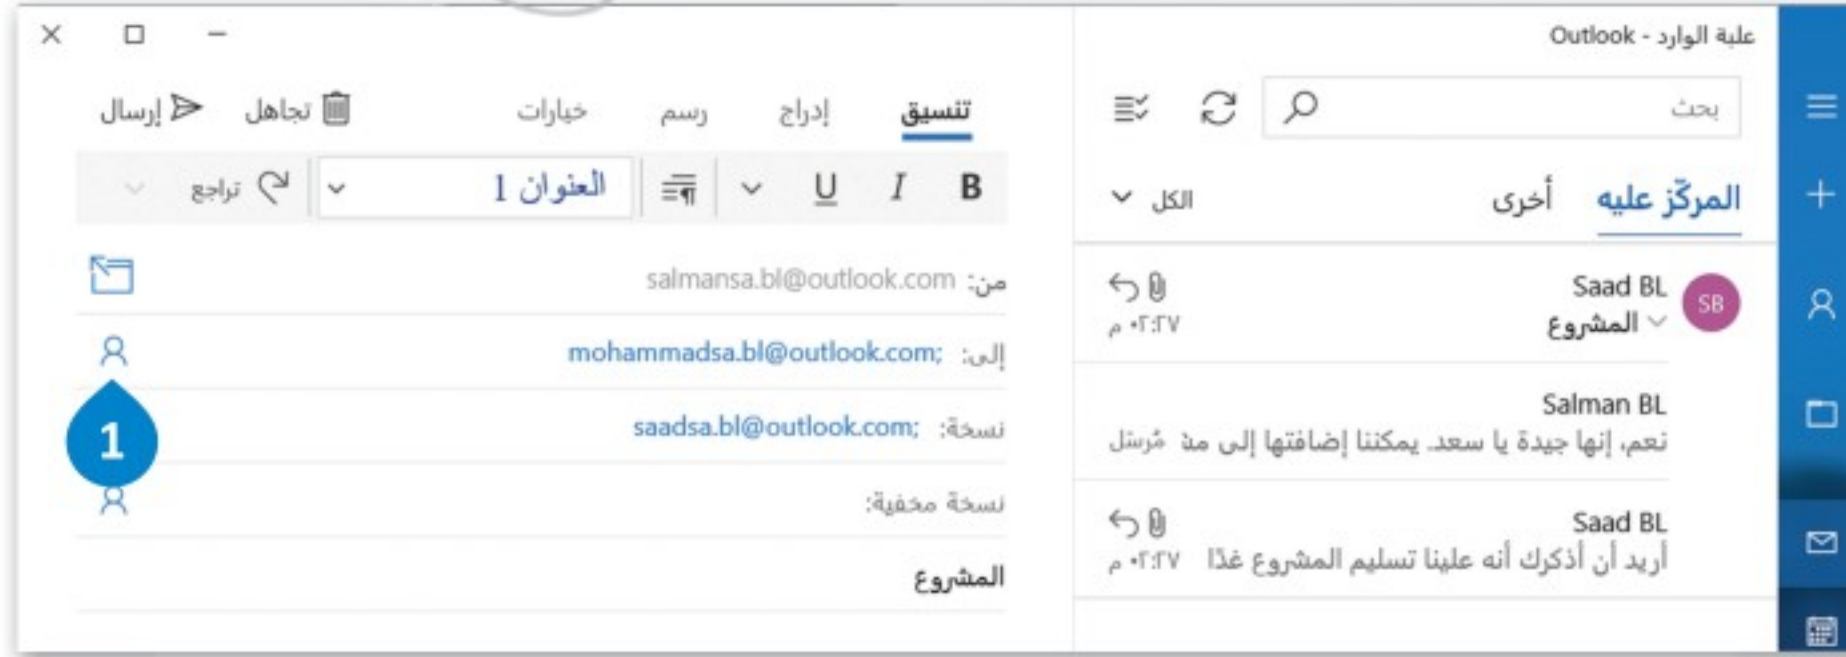 علبة الوارد - Outlook
بحث
المركّز عليه أخرى الكل
SB
Saad BL
المشروع
٠٢:٢٧ م
Salman BL
نعم، إنها جيدة يا سعد. يمكننا إضافتها إلى مُرسَل
Saad BL
أريد أن أذكرك أنه علينا تسليم المشروع غدًا ٠٢:٢٧ م
تنسيق إدراج رسم خيارات تجاهل إرسال
B I U العنوان 1 تراجع
من: salmansa.bl@outlook.com
إلى: mohammadsa.bl@outlook.com;
1
نسخة: saadsa.bl@outlook.com;
نسخة مخفية:
المشروع